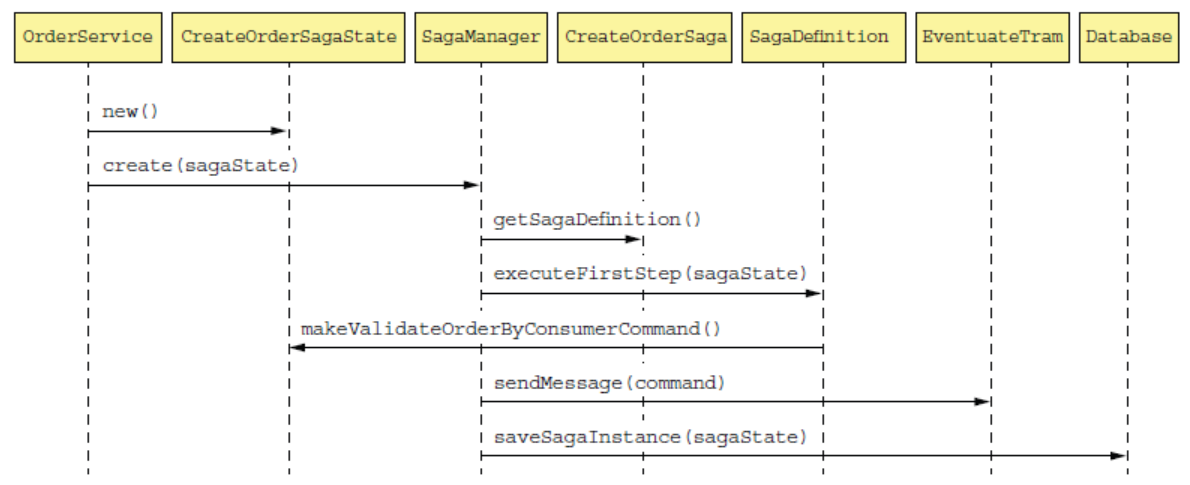 OrderService
CreateOrderSagaState
SagaManager
CreateOrderSaga
SagaDefinition
EventuateTram
Database
new()
create(sagaState)
getSagaDefinition()
executeFirstStep(sagaState)
makeValidateOrderByConsumerCommand()
sendMessage(command)
saveSagaInstance(sagaState)